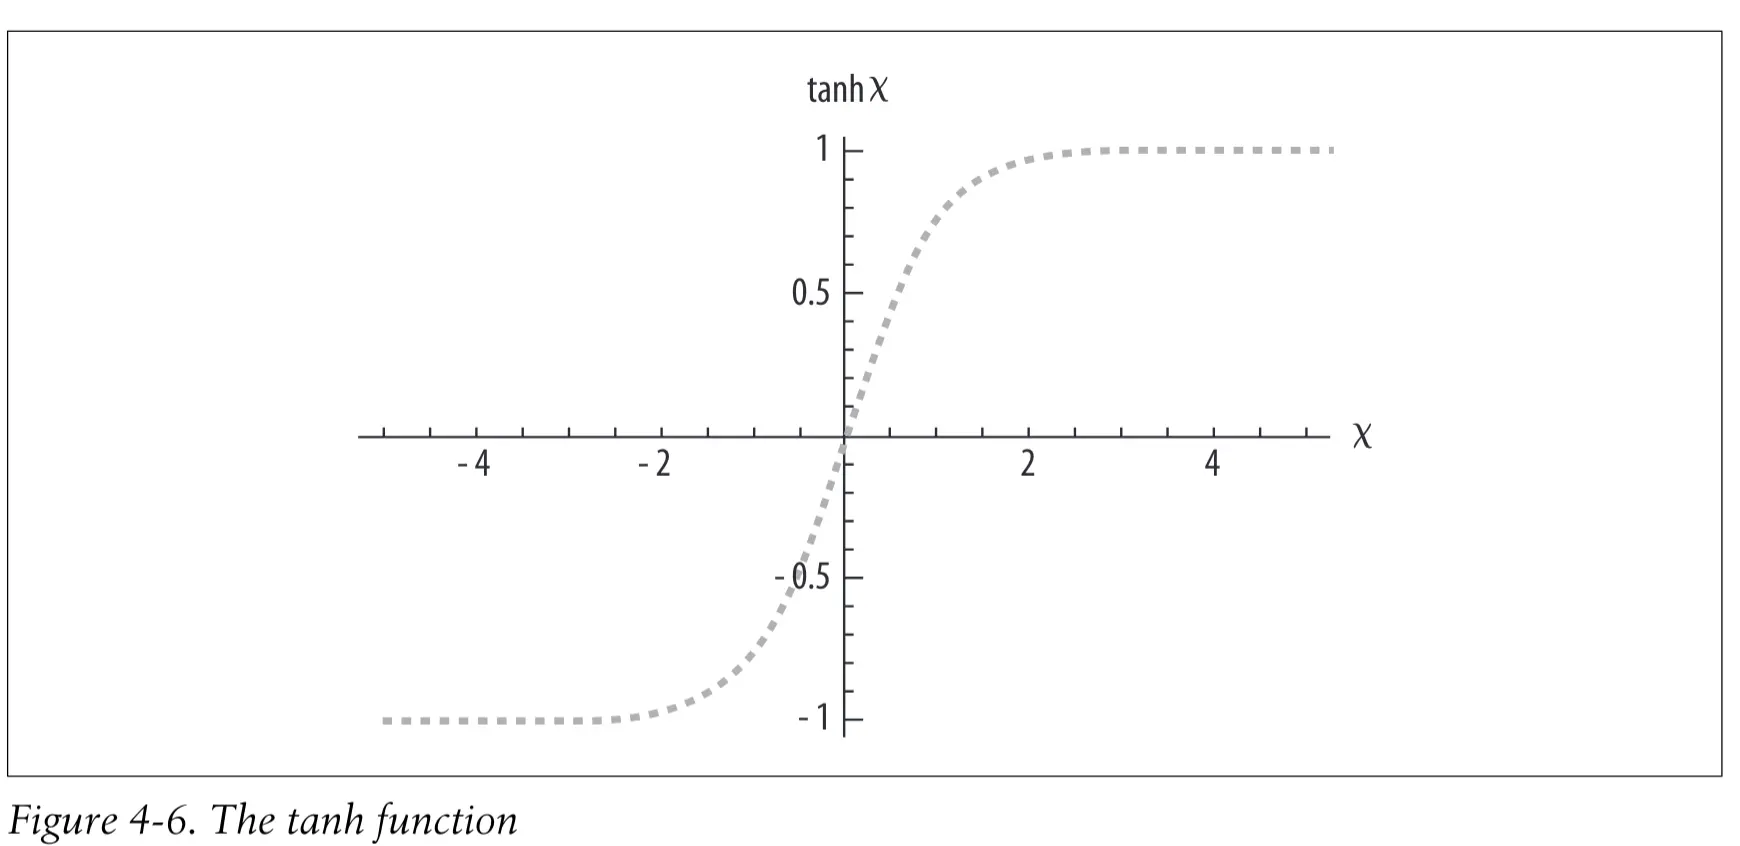 tanh χ
1
0.5
- 4
- 2
2
4
χ
- 0.5
- 1
Figure 4-6. The tanh function